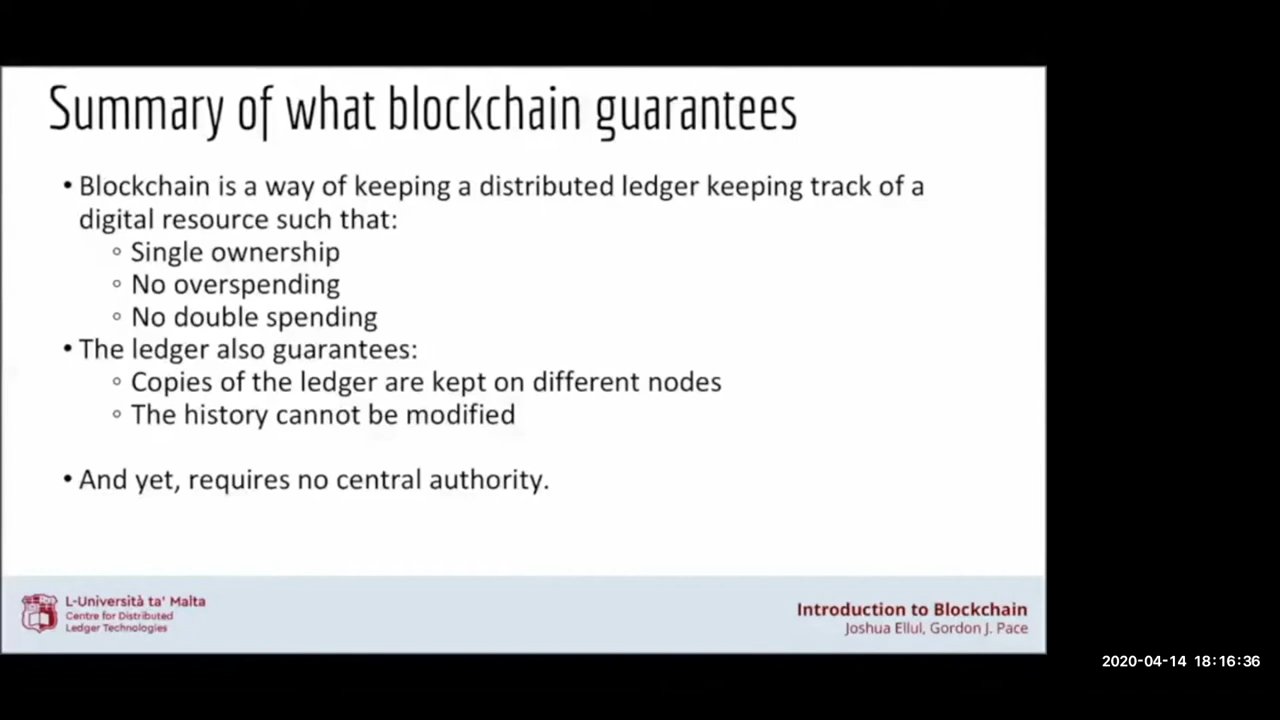 Summary of what blockchain guarantees
• Blockchain is a way of keeping a distributed ledger keeping track of a
digital resource such that:
◦ Single ownership
◦ No overspending
◦ No double spending
• The ledger also guarantees:
◦ Copies of the ledger are kept on different nodes
◦ The history cannot be modified
• And yet, requires no central authority.
L-Università ta' Malta
Centre for Distributed
Ledger Technologies
Introduction to Blockchain
Joshua Ellul, Gordon J. Pace
2020-04-14 18:16:36